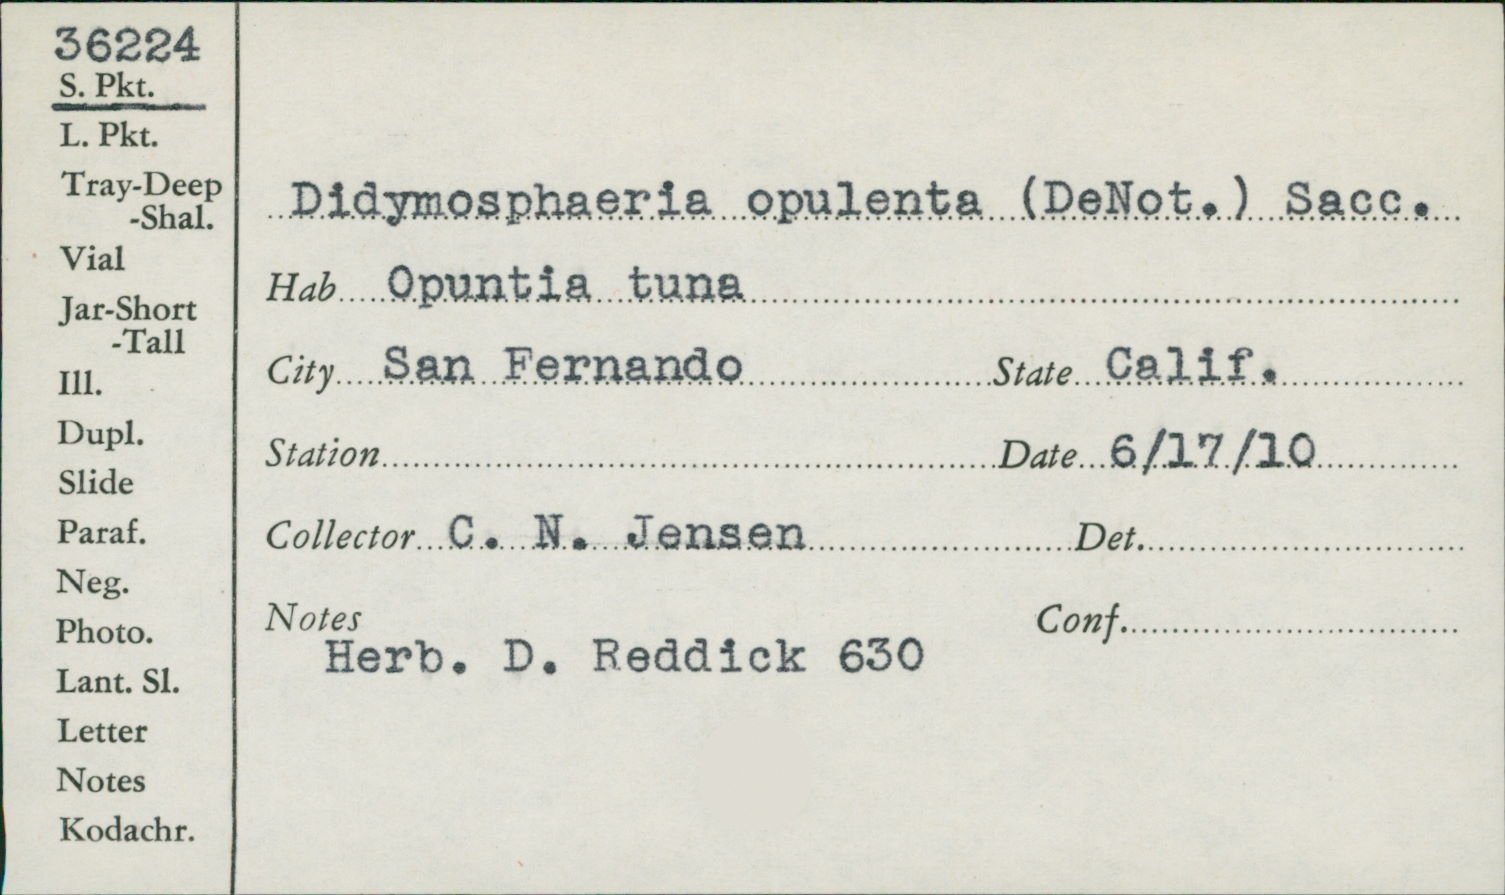 36224
S. Pkt.
L. Pkt.
Tray-Deep
-Shal.
Vial
Jar-Short
-Tall
Ill.
Dupl.
Slide
Paraf.
Neg.
Photo.
Lant. Sl.
Letter
Notes
Kodachr.
Didymosphaeria opulenta (DeNot.) Sacc.
Hab Opuntia tuna
City San Fernando State Calif.
Station Date 6/17/10
Collector C. N. Jensen Det.
Notes Conf.
Herb. D. Reddick 630